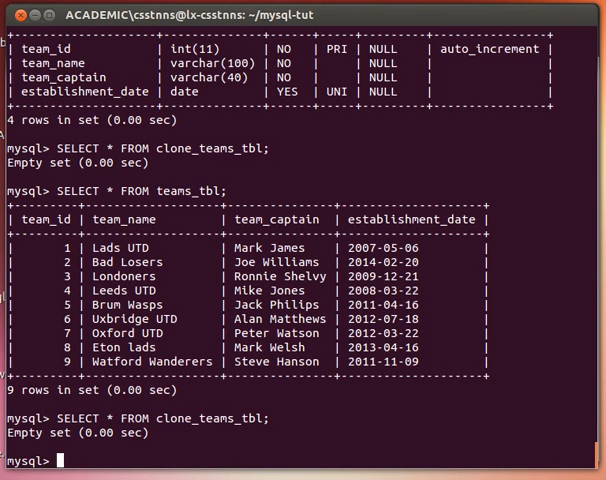 ACADEMIC\csstnns@lx-csstnns: ~/mysql-tut
+--------------------+--------------+------+-----+---------+----------------+
| team_id            | int(11)      | NO   | PRI | NULL    | auto_increment |
| team_name          | varchar(100) | NO   |     | NULL    |                |
| team_captain       | varchar(40)  | NO   |     | NULL    |                |
| establishment_date | date         | YES  | UNI | NULL    |                |
+--------------------+--------------+------+-----+---------+----------------+
4 rows in set (0.00 sec)
mysql> SELECT * FROM clone_teams_tbl;
Empty set (0.00 sec)
mysql> SELECT * FROM teams_tbl;
+---------+-------------------+---------------+--------------------+
| team_id | team_name         | team_captain  | establishment_date |
+---------+-------------------+---------------+--------------------+
|       1 | Lads UTD          | Mark James    | 2007-05-06         |
|       2 | Bad Losers        | Joe Williams  | 2014-02-20         |
|       3 | Londoners         | Ronnie Shelvy | 2009-12-21         |
|       4 | Leeds UTD         | Mike Jones    | 2008-03-22         |
|       5 | Brum Wasps        | Jack Philips  | 2011-04-16         |
|       6 | Uxbridge UTD      | Alan Matthews | 2012-07-18         |
|       7 | Oxford UTD        | Peter Watson  | 2012-03-22         |
|       8 | Eton lads         | Mark Welsh    | 2013-04-16         |
|       9 | Watford Wanderers | Steve Hanson  | 2011-11-09         |
+---------+-------------------+---------------+--------------------+
9 rows in set (0.00 sec)
mysql> SELECT * FROM clone_teams_tbl;
Empty set (0.00 sec)
mysql>